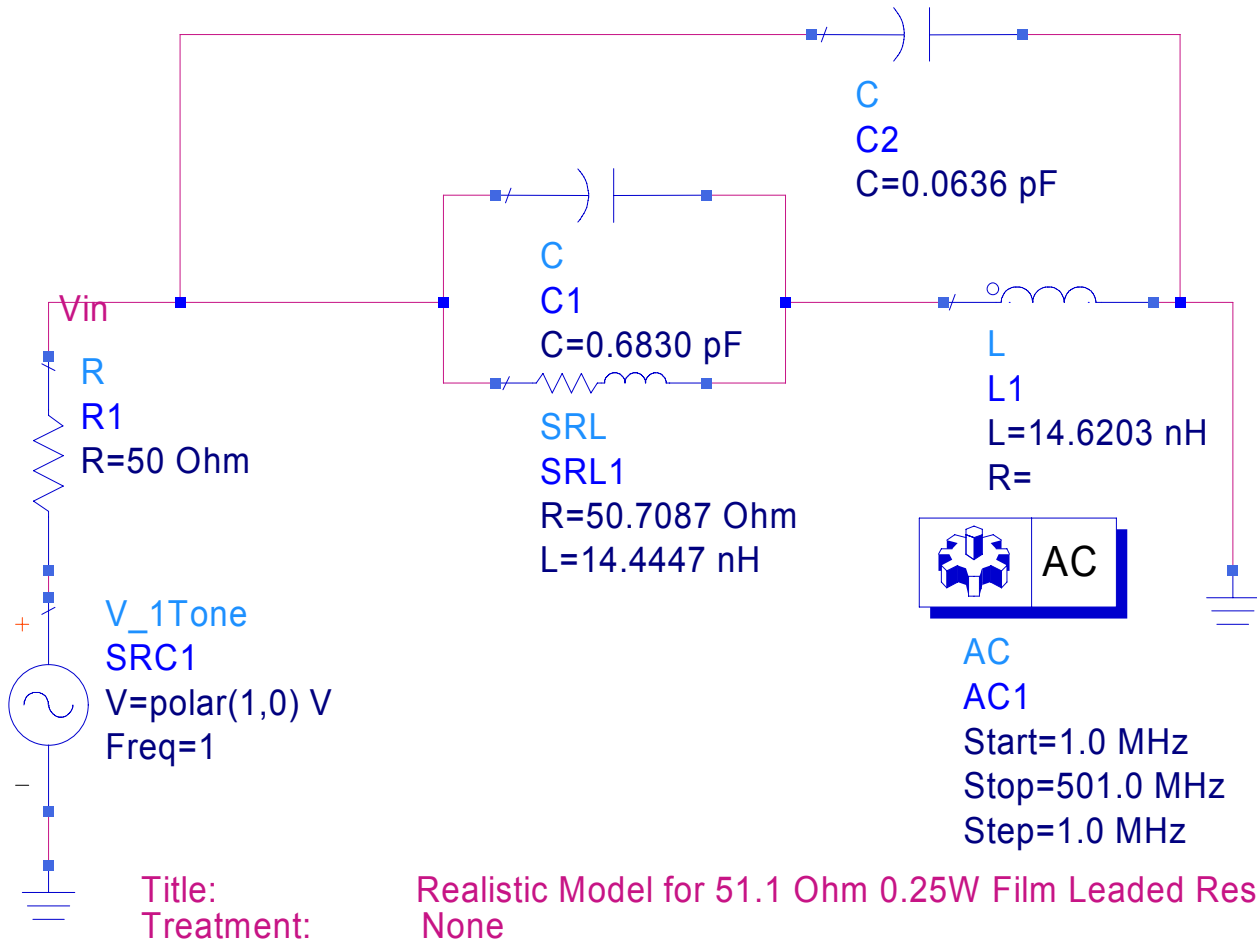 C
C2
C=0.0636 pF
C
C1
C=0.6830 pF
Vin
R
R1
R=50 Ohm
SRL
SRL1
R=50.7087 Ohm
L=14.4447 nH
L
L1
L=14.6203 nH
R=
AC
+
V_1Tone
SRC1
V=polar(1,0) V
Freq=1
−
AC
AC1
Start=1.0 MHz
Stop=501.0 MHz
Step=1.0 MHz
Title: Realistic Model for 51.1 Ohm 0.25W Film Leaded Res
Treatment: None